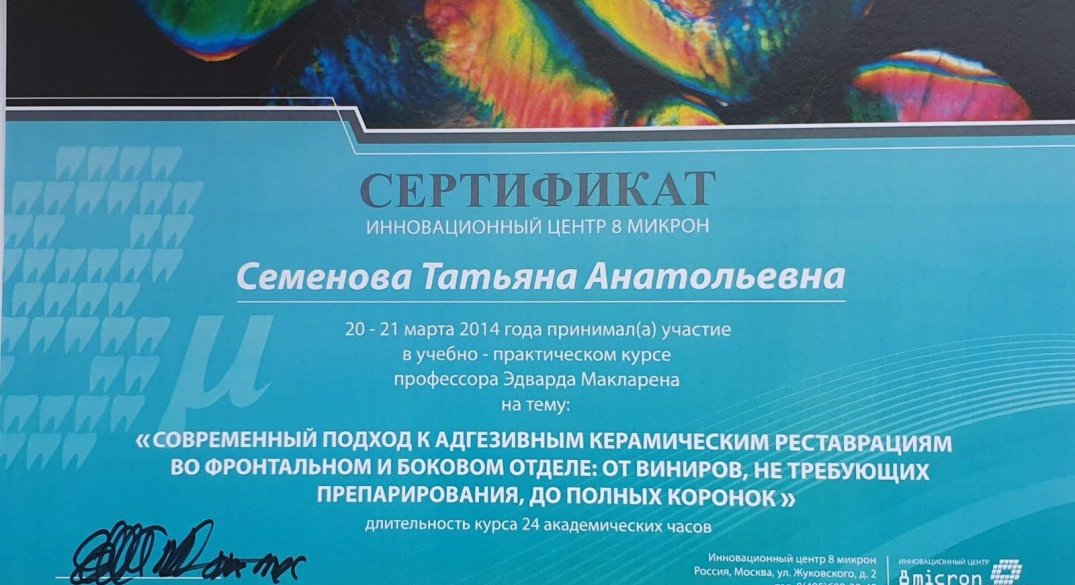 СЕРТИФИКАТ
ИННОВАЦИОННЫЙ ЦЕНТР 8 МИКРОН
Семенова Татьяна Анатольевна
20 - 21 марта 2014 года принимал(а) участие
в учебно - практическом курсе
профессора Эдварда Макларена
на тему:
«СОВРЕМЕННЫЙ ПОДХОД К АДГЕЗИВНЫМ КЕРАМИЧЕСКИМ РЕСТАВРАЦИЯМ
ВО ФРОНТАЛЬНОМ И БОКОВОМ ОТДЕЛЕ: ОТ ВИНИРОВ, НЕ ТРЕБУЮЩИХ
ПРЕПАРИРОВАНИЯ, ДО ПОЛНЫХ КОРОНОК»
длительность курса 24 академических часов
Инновационный центр 8 микрон
Россия, Москва, ул. Жуковского, д. 2
ИННОВАЦИОННЫЙ ЦЕНТР
8micron
μ